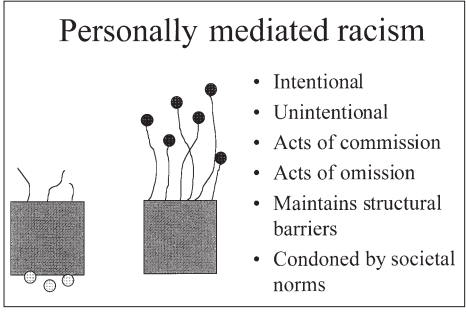 Personally mediated racism
• Intentional
• Unintentional
• Acts of commission
• Acts of omission
• Maintains structural
barriers
• Condoned by societal
norms